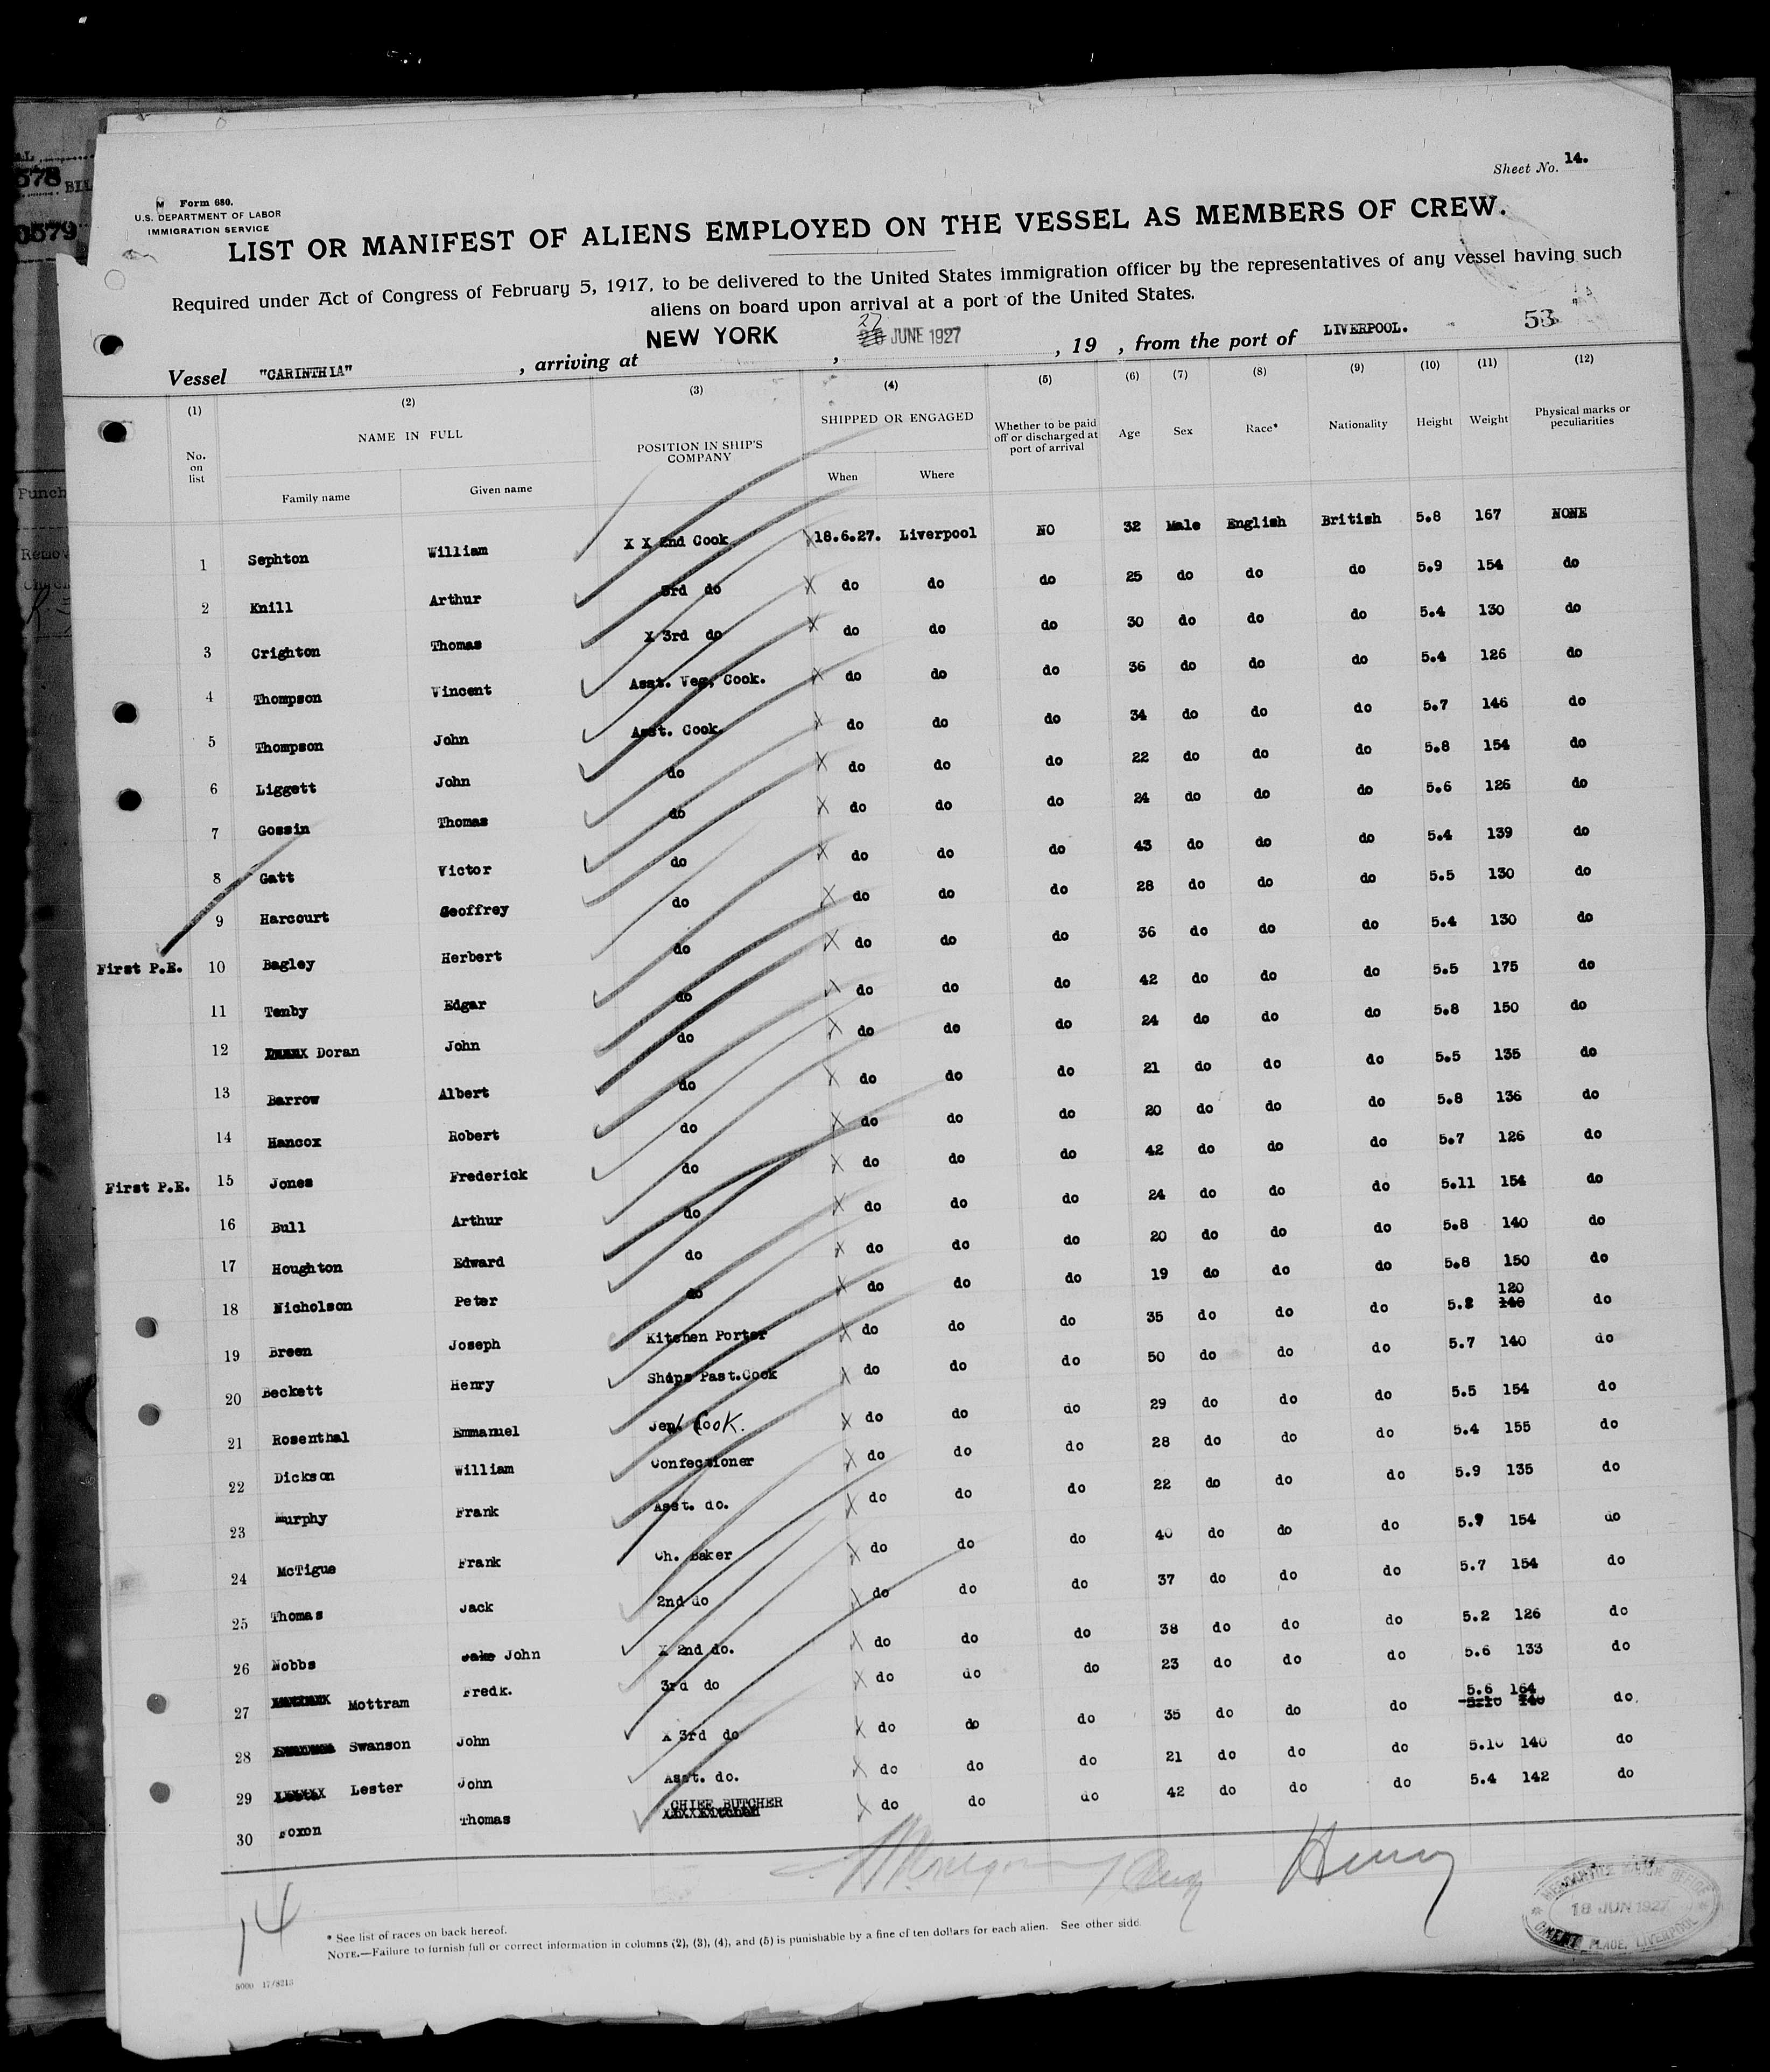 Sheet No. 14.
Form 680.
U.S. DEPARTMENT OF LABOR
IMMIGRATION SERVICE
LIST OR MANIFEST OF ALIENS EMPLOYED ON THE VESSEL AS MEMBERS OF CREW.
Required under Act of Congress of February 5, 1917, to be delivered to the United States immigration officer by the representatives of any vessel having such
aliens on board upon arrival at a port of the United States.
Vessel "CARINTHIA", arriving at NEW YORK, 27 JUNE 1927, 19 , from the port of LIVERPOOL. 53
(1) (2) (3) (4) (5) (6) (7) (8) (9) (10) (11) (12)
No. on list NAME IN FULL POSITION IN SHIP'S COMPANY SHIPPED OR ENGAGED Whether to be paid off or discharged at port of arrival Age Sex Race* Nationality Height Weight Physical marks or peculiarities
Family name Given name When Where
1 Sephton William X X 2nd Cook 18.6.27. Liverpool NO 32 Male English British 5.8 167 NONE
2 Knill Arthur 3rd do X do do do 25 do do do 5.9 154 do
3 Crighton Thomas X 3rd do X do do do 30 do do do 5.4 130 do
4 Thompson Vincent Asst. Veg, Cook. X do do do 36 do do do 5.4 126 do
5 Thompson John Asst. Cook. X do do do 34 do do do 5.7 146 do
6 Liggett John do X do do do 22 do do do 5.8 154 do
7 Gossin Thomas do X do do do 24 do do do 5.6 126 do
8 Gatt Victor do X do do do 43 do do do 5.4 139 do
9 Harcourt Geoffrey do X do do do 28 do do do 5.5 130 do
First P.E. 10 Bagley Herbert do X do do do 36 do do do 5.4 130 do
11 Tenby Edgar do X do do do 42 do do do 5.5 175 do
12 Doran John do X do do do 24 do do do 5.8 150 do
13 Barrow Albert do X do do do 21 do do do 5.5 135 do
14 Hancox Robert do X do do do 20 do do do 5.8 136 do
First P.E. 15 Jones Frederick do X do do do 42 do do do 5.7 126 do
16 Bull Arthur do X do do do 24 do do do 5.11 154 do
17 Houghton Edward do X do do do 20 do do do 5.8 140 do
18 Nicholson Peter do X do do do 19 do do do 5.8 150 do
19 Breen Joseph Kitchen Porter X do do do 35 do do do 5.2 120 140 do
20 Beckett Henry Ships Past.Cook X do do do 50 do do do 5.7 140 do
21 Rosenthal Emmanuel Cook. X do do do 29 do do do 5.5 154 do
22 Dickson William Confectioner X do do do 28 do do do 5.4 155 do
23 Murphy Frank Asst. do. X do do do 22 do do do 5.9 135 do
24 McTigue Frank Ch. Baker X do do do 40 do do do 5.9 154 do
25 Thomas Jack 2nd do X do do do 37 do do do 5.7 154 do
26 Nobbs Jake John X 2nd do. X do do do 38 do do do 5.2 126 do
27 Mottram Fredk. 3rd do X do do do 23 do do do 5.6 133 do
28 Swanson John X 3rd do X do do do 35 do do do 5.6 164 5.10 140 do.
29 Lester John Asst. do. X do do do 21 do do do 5.10 140 do
30 Foxon Thomas CHIEF BUTCHER X do do do 42 do do do 5.4 142 do
14
Henry
* See list of races on back hereof.
NOTE.—Failure to furnish full or correct information in columns (2), (3), (4), and (5) is punishable by a fine of ten dollars for each alien. See other side.
MERCANTILE MARINE OFFICE
18 JUN 1927
PLACE, LIVERPOOL
5000 17/8213